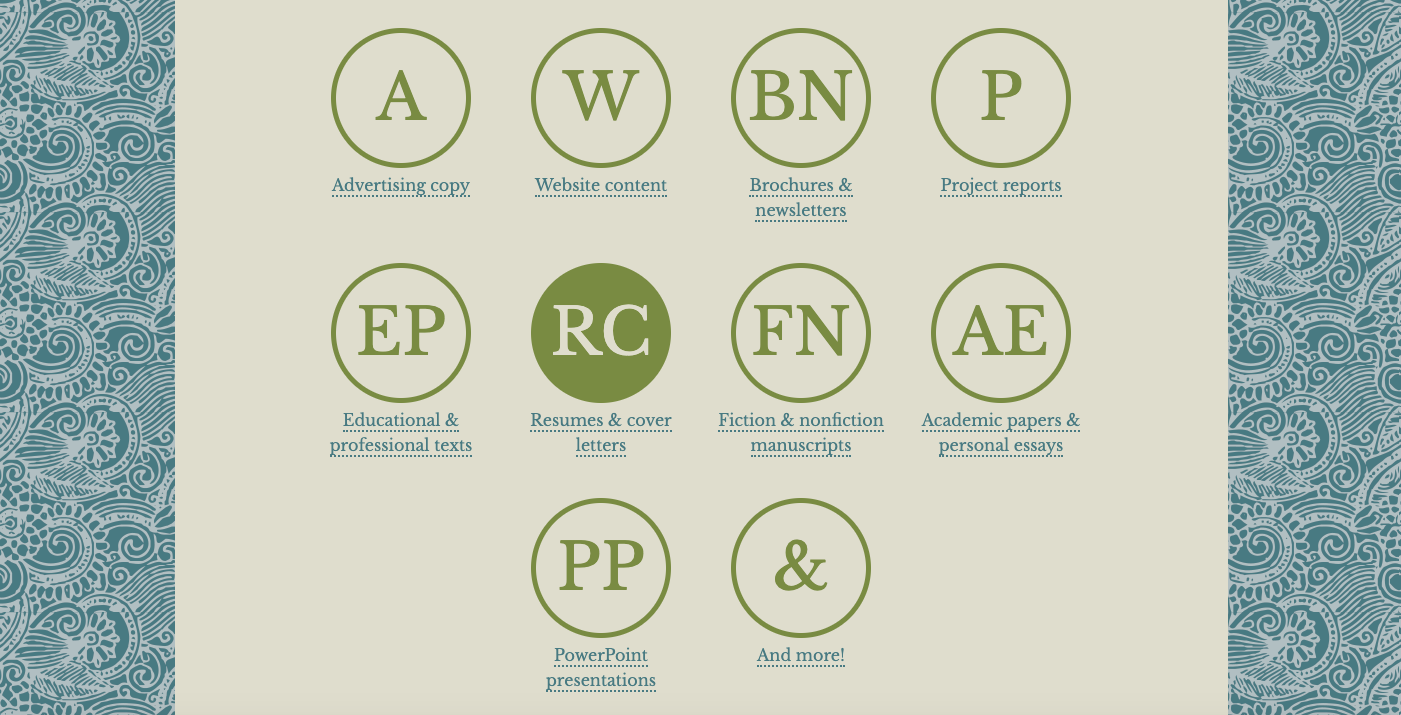 A
W
BN
P
Advertising copy
Website content
Brochures &
newsletters
Project reports
EP
RC
FN
AE
Educational &
professional texts
Resumes & cover
letters
Fiction & nonfiction
manuscripts
Academic papers &
personal essays
PP
&
PowerPoint
presentations
And more!